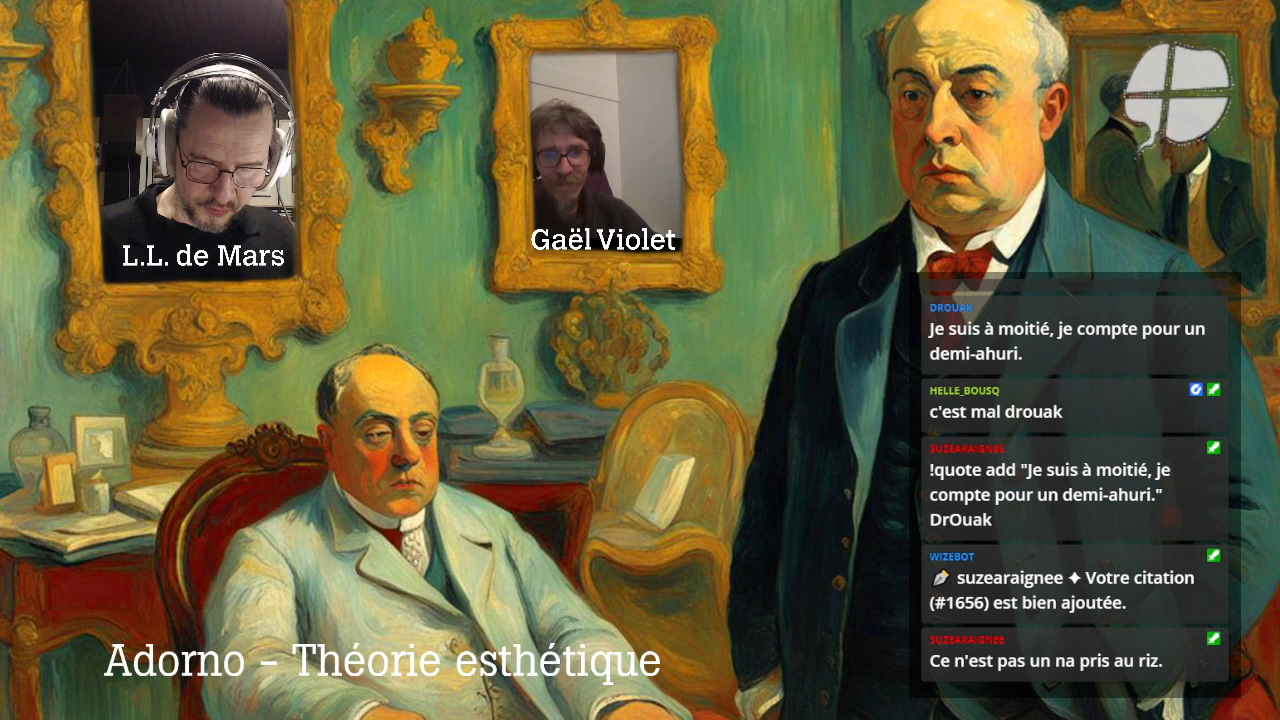 L.L. de Mars
Gaël Violet
DROUAK
Je suis à moitié, je compte pour un
demi-ahuri.
HELLE_BOUSQ
c'est mal drouak
SUZEARAIGNEE
!quote add "Je suis à moitié, je
compte pour un demi-ahuri."
DrOuak
WIZEBOT
suzearaignee ✦ Votre citation
(#1656) est bien ajoutée.
SUZEARAIGNEE
Ce n'est pas un na pris au riz.
Adorno – Théorie esthétique